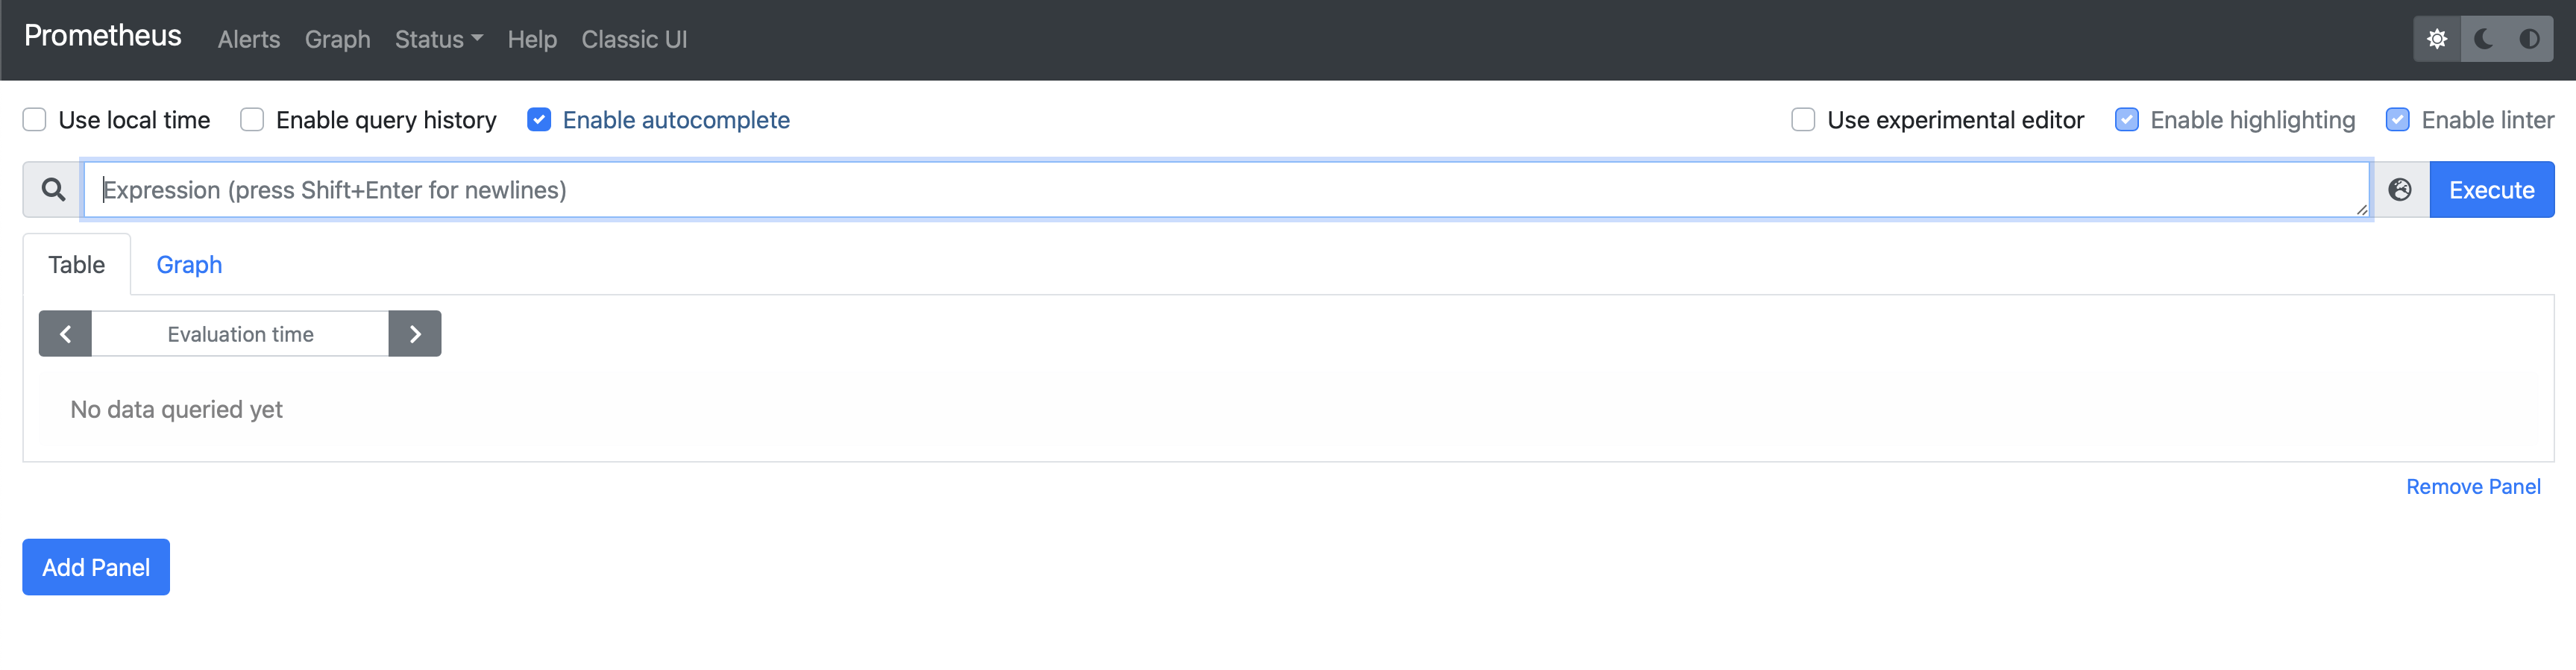 Prometheus Alerts Graph Status Help Classic UI
Use local time Enable query history Enable autocomplete Use experimental editor Enable highlighting Enable linter
Expression (press Shift+Enter for newlines) Execute
Table Graph
Evaluation time
No data queried yet
Remove Panel
Add Panel